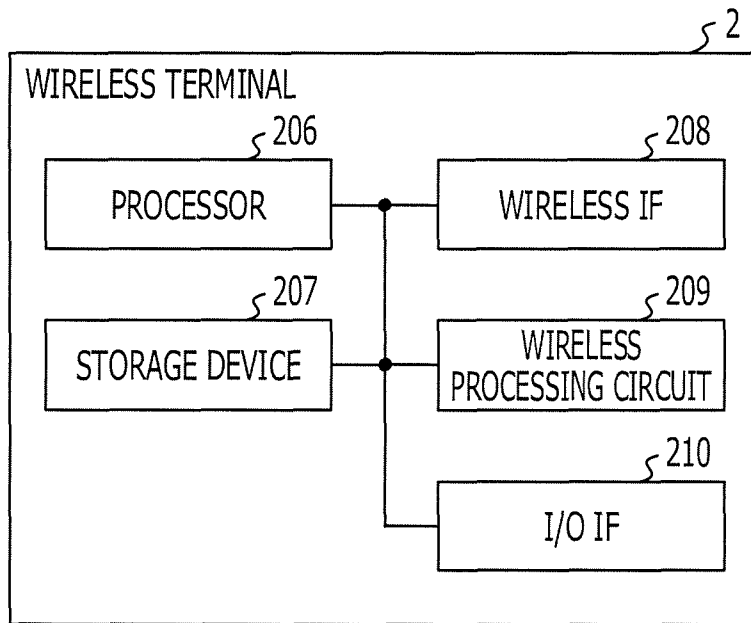 2
WIRELESS TERMINAL
206
PROCESSOR
208
WIRELESS IF
207
STORAGE DEVICE
209
WIRELESS
PROCESSING CIRCUIT
210
I/O IF